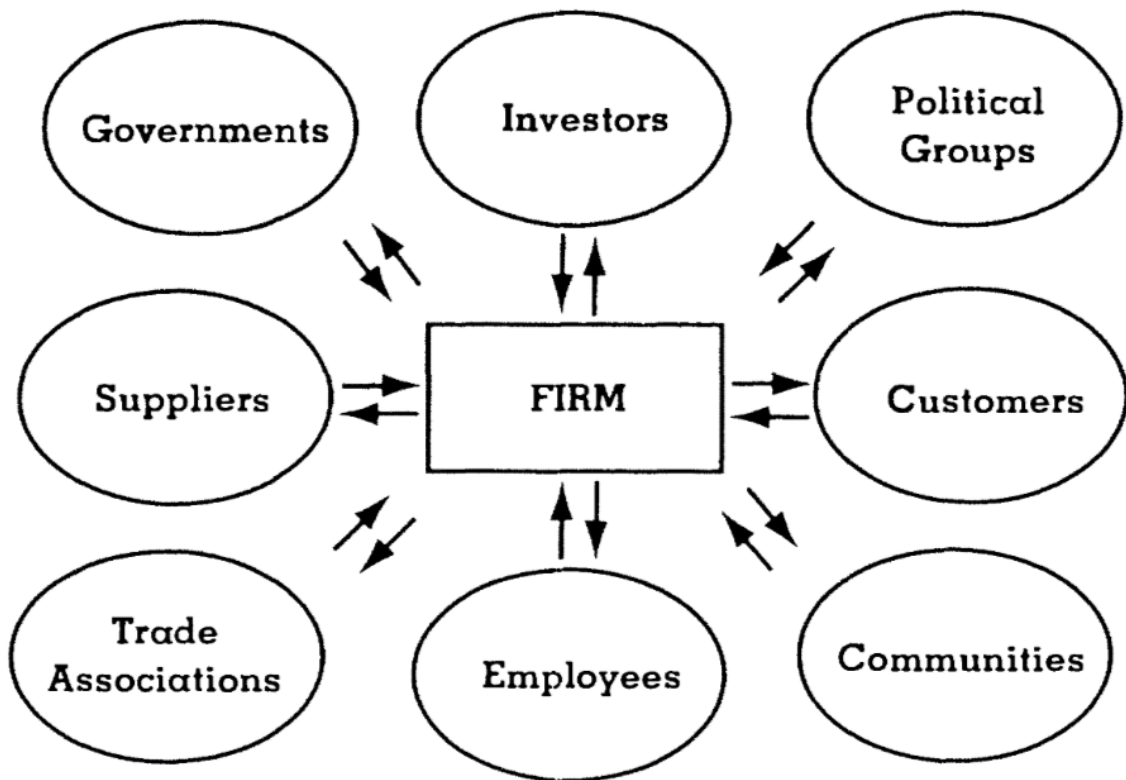 Governments
Investors
Political
Groups
Suppliers
FIRM
Customers
Trade
Associations
Employees
Communities